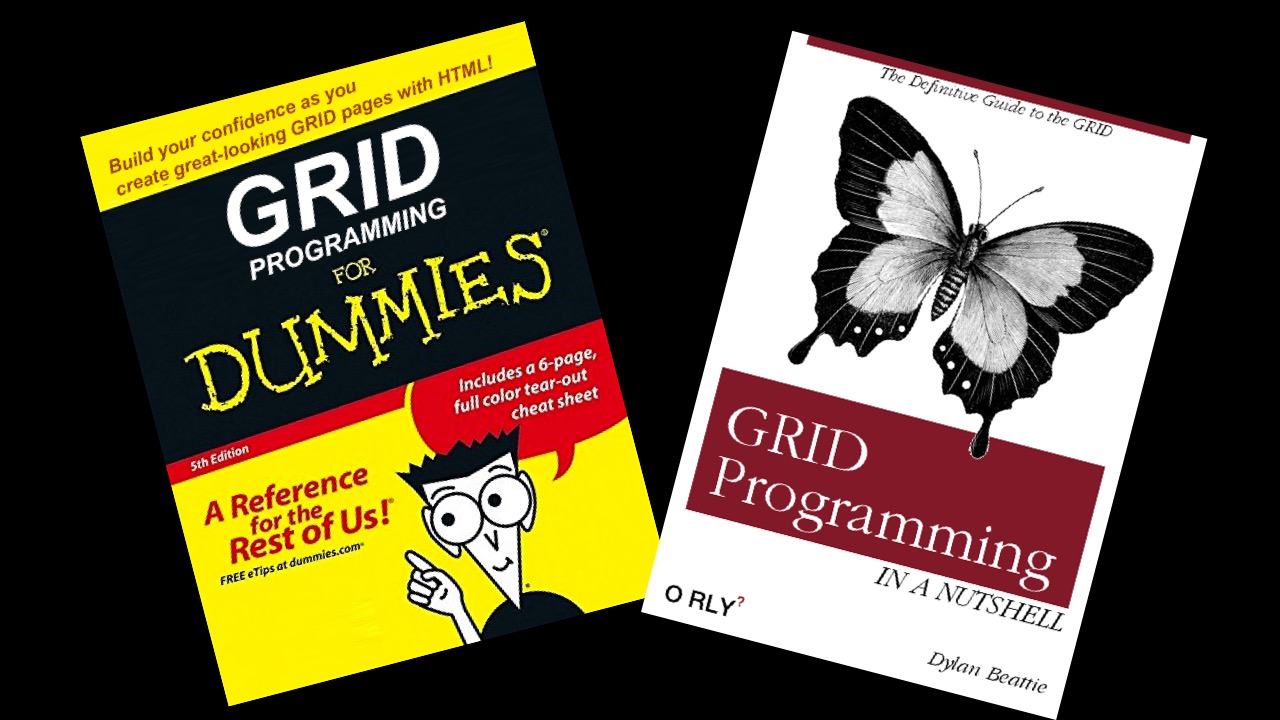 Build your confidence as you
create great-looking GRID pages with HTML!
GRID
PROGRAMMING
FOR
DUMMIES®
Includes a 6-page,
full color tear-out
cheat sheet
5th Edition
A Reference
for the
Rest of Us!®
FREE eTips at dummies.com®
The Definitive Guide to the GRID
GRID
Programming
IN A NUTSHELL
O RLY?
Dylan Beattie